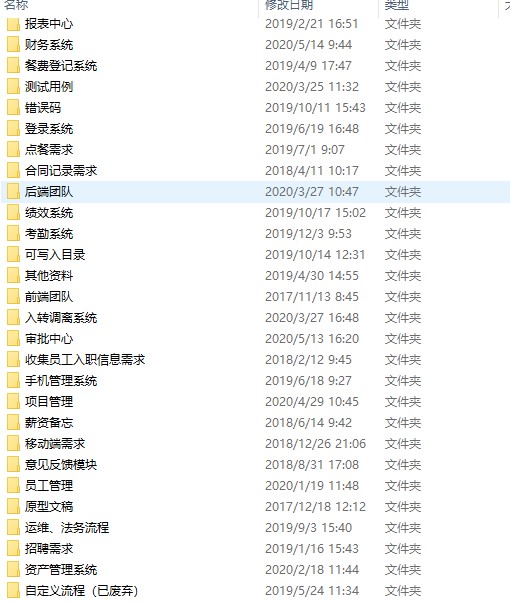 名称 修改日期 类型
报表中心 2019/2/21 16:51 文件夹
财务系统 2020/5/14 9:44 文件夹
餐费登记系统 2019/4/9 17:47 文件夹
测试用例 2020/3/25 11:32 文件夹
错误码 2019/10/11 15:43 文件夹
登录系统 2019/6/19 16:48 文件夹
点餐需求 2019/7/1 9:07 文件夹
合同记录需求 2018/4/11 10:17 文件夹
后端团队 2020/3/27 10:47 文件夹
绩效系统 2019/10/17 15:02 文件夹
考勤系统 2019/12/3 9:53 文件夹
可写入目录 2019/10/14 12:31 文件夹
其他资料 2019/4/30 14:55 文件夹
前端团队 2017/11/13 8:45 文件夹
入转调离系统 2020/3/27 16:48 文件夹
审批中心 2020/5/13 16:20 文件夹
收集员工入职信息需求 2018/2/12 9:45 文件夹
手机管理系统 2019/6/18 9:27 文件夹
项目管理 2020/4/29 10:45 文件夹
薪资备忘 2018/6/14 9:42 文件夹
移动端需求 2018/12/26 21:06 文件夹
意见反馈模块 2018/8/31 17:08 文件夹
员工管理 2020/1/19 11:48 文件夹
原型文稿 2017/12/18 12:12 文件夹
运维、法务流程 2019/9/3 15:40 文件夹
招聘需求 2019/1/16 15:43 文件夹
资产管理系统 2020/2/18 11:44 文件夹
自定义流程（已废弃） 2019/5/24 11:34 文件夹